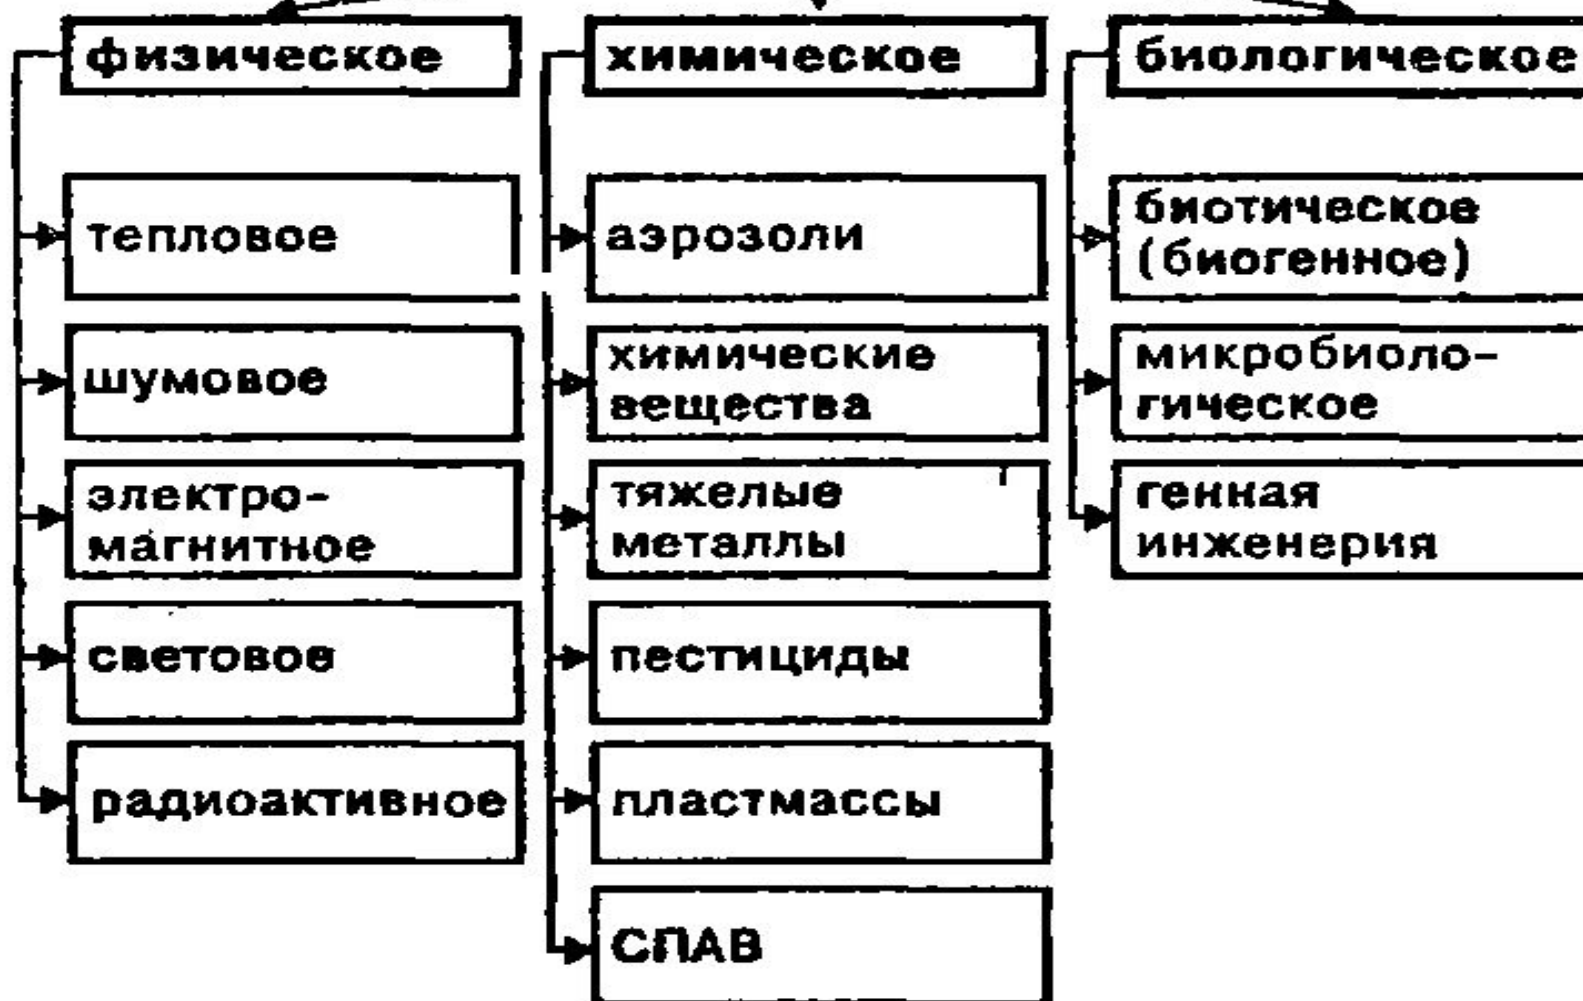 физическое
тепловое
шумовое
электро-
магнитное
световое
радиоактивное
химическое
аэрозоли
химические
вещества
тяжелые
металлы
пестициды
пластмассы
СПАВ
биологическое
биотическое
(биогенное)
микробиоло-
гическое
генная
инженерия